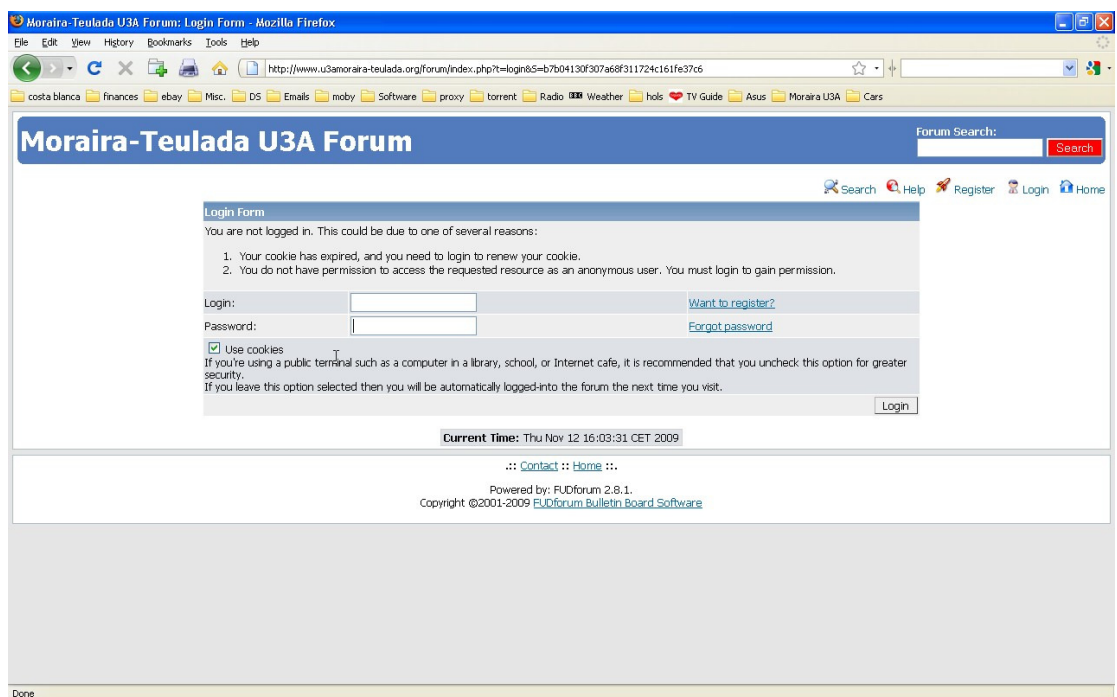 Moraira-Teulada U3A Forum: Login Form - Mozilla Firefox
File Edit View History Bookmarks Tools Help
http://www.u3amoraira-teulada.org/forum/index.php?t=login&S=b7b04130f307a68f311724c161fe37c6
costa blanca finances ebay Misc. DS Emails moby Software proxy torrent Radio BBC Weather hols TV Guide Asus Moraira U3A Cars
Moraira-Teulada U3A Forum
Forum Search:
Search
Search Help Register Login Home
Login Form
You are not logged in. This could be due to one of several reasons:
1. Your cookie has expired, and you need to login to renew your cookie.
2. You do not have permission to access the requested resource as an anonymous user. You must login to gain permission.
Login: Want to register?
Password: Forgot password
Use cookies
If you're using a public terminal such as a computer in a library, school, or Internet cafe, it is recommended that you uncheck this option for greater
security.
If you leave this option selected then you will be automatically logged-into the forum the next time you visit.
Login
Current Time: Thu Nov 12 16:03:31 CET 2009
.:: Contact :: Home ::.
Powered by: FUDforum 2.8.1.
Copyright ©2001-2009 FUDforum Bulletin Board Software
Done